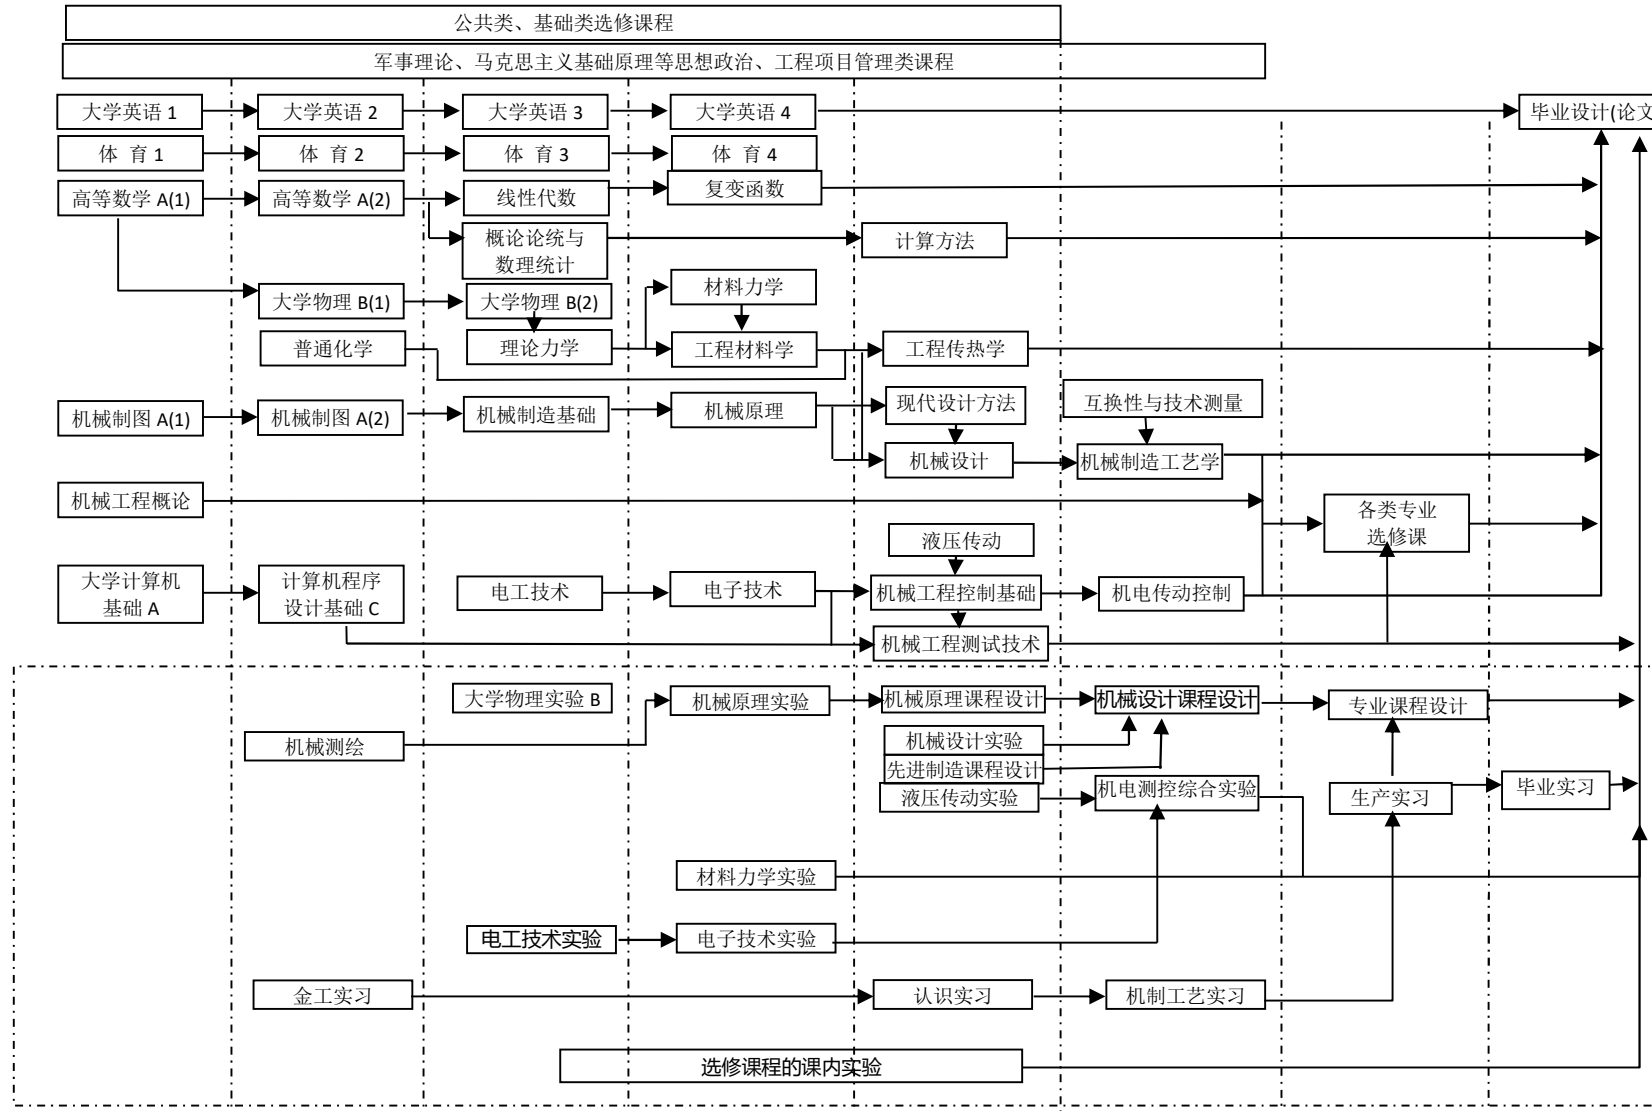 公共类、基础类选修课程
军事理论、马克思主义基础原理等思想政治、工程项目管理类课程
大学英语 1
大学英语 2
大学英语 3
大学英语 4
毕业设计(论文
体 育 1
体 育 2
体 育 3
体 育 4
高等数学 A(1)
高等数学 A(2)
线性代数
复变函数
概论论统与
数理统计
计算方法
大学物理 B(1)
大学物理 B(2)
材料力学
普通化学
理论力学
工程材料学
工程传热学
机械制图 A(1)
机械制图 A(2)
机械制造基础
机械原理
现代设计方法
互换性与技术测量
机械设计
机械制造工艺学
机械工程概论
各类专业
选修课
液压传动
大学计算机
基础 A
计算机程序
设计基础 C
电工技术
电子技术
机械工程控制基础
机电传动控制
机械工程测试技术
大学物理实验 B
机械原理实验
机械原理课程设计
机械设计课程设计
专业课程设计
机械测绘
机械设计实验
先进制造课程设计
液压传动实验
机电测控综合实验
生产实习
毕业实习
材料力学实验
电工技术实验
电子技术实验
金工实习
认识实习
机制工艺实习
选修课程的课内实验